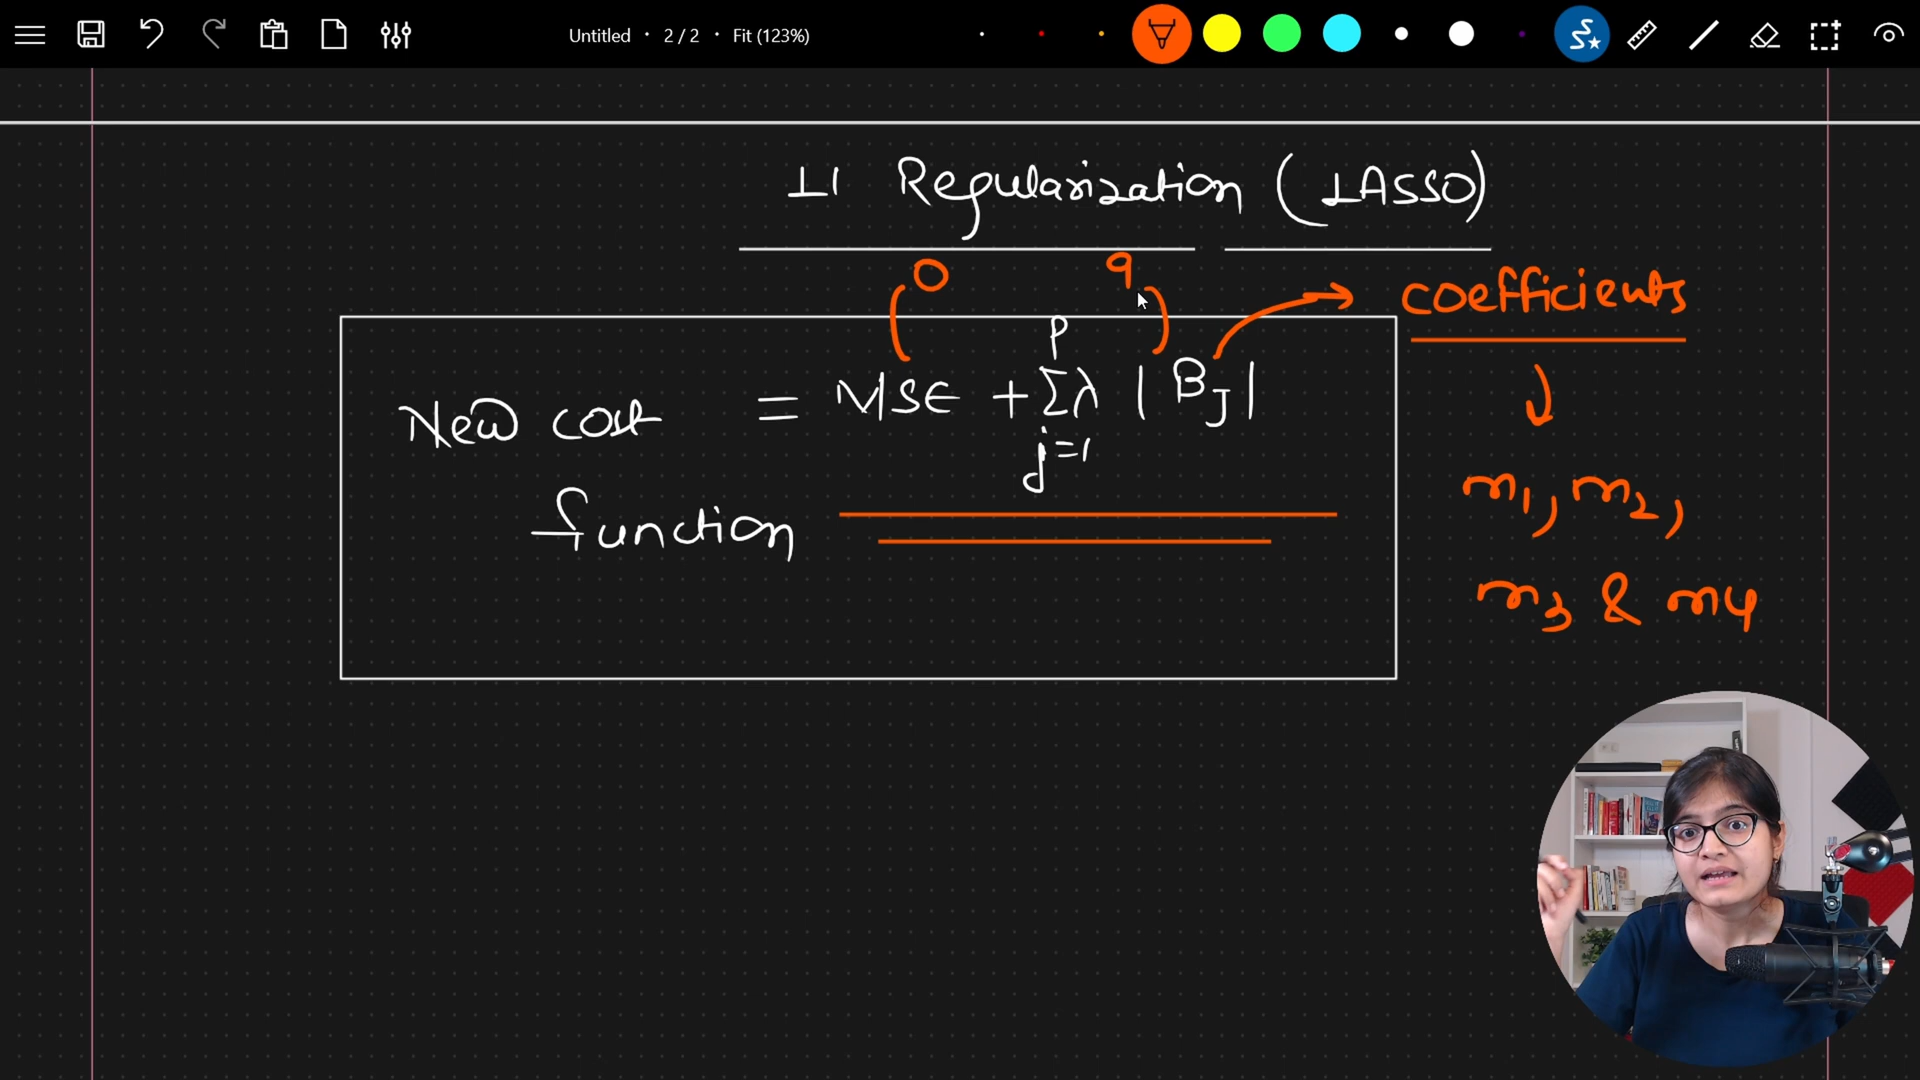 Untitled • 2 / 2 • Fit (123%)
L1 Regularization (LASSO)
0 9
coefficients
P
New cost = MSE + Σλ | BJ |
j=1
function
m1, m2,
m3 & m4